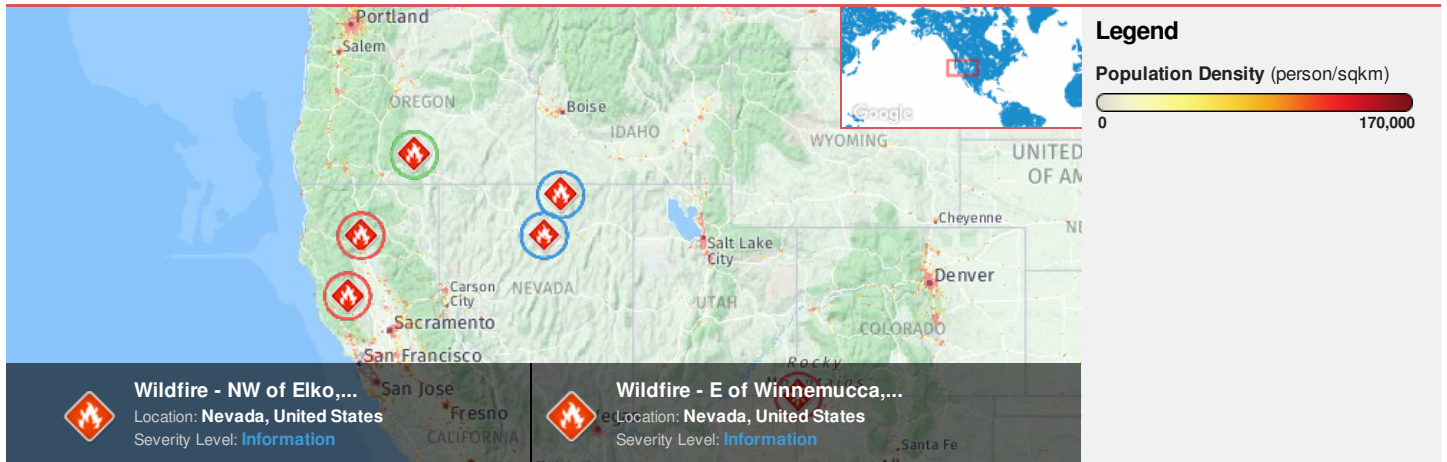 Portland
Salem
OREGON
Boise
IDAHO
WYOMING
UNITED
OF AM
Google
Cheyenne
NE
Salt Lake
City
Carson
City
NEVADA
UTAH
Denver
COLORADO
Sacramento
San Francisco
Rocky
San Jose
Fresno
CALIFORNIA
Santa Fe
Wildfire - NW of Elko,...
Location: Nevada, United States
Severity Level: Information
Wildfire - E of Winnemucca,...
Location: Nevada, United States
Severity Level: Information
Legend
Population Density (person/sqkm)
0
170,000